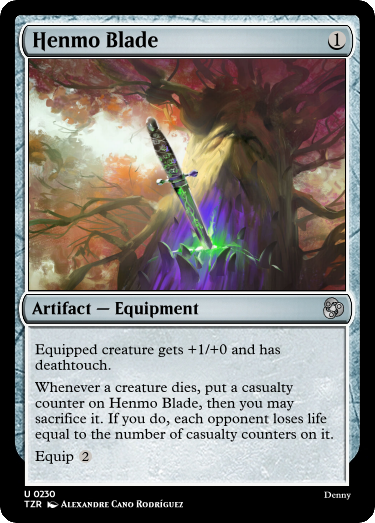 Henmo Blade 1
Artifact — Equipment
Equipped creature gets +1/+0 and has
deathtouch.
Whenever a creature dies, put a casualty
counter on Henmo Blade, then you may
sacrifice it. If you do, each opponent loses life
equal to the number of casualty counters on it.
Equip 2
U 0230
TZR Alexandre Cano Rodríguez Denny